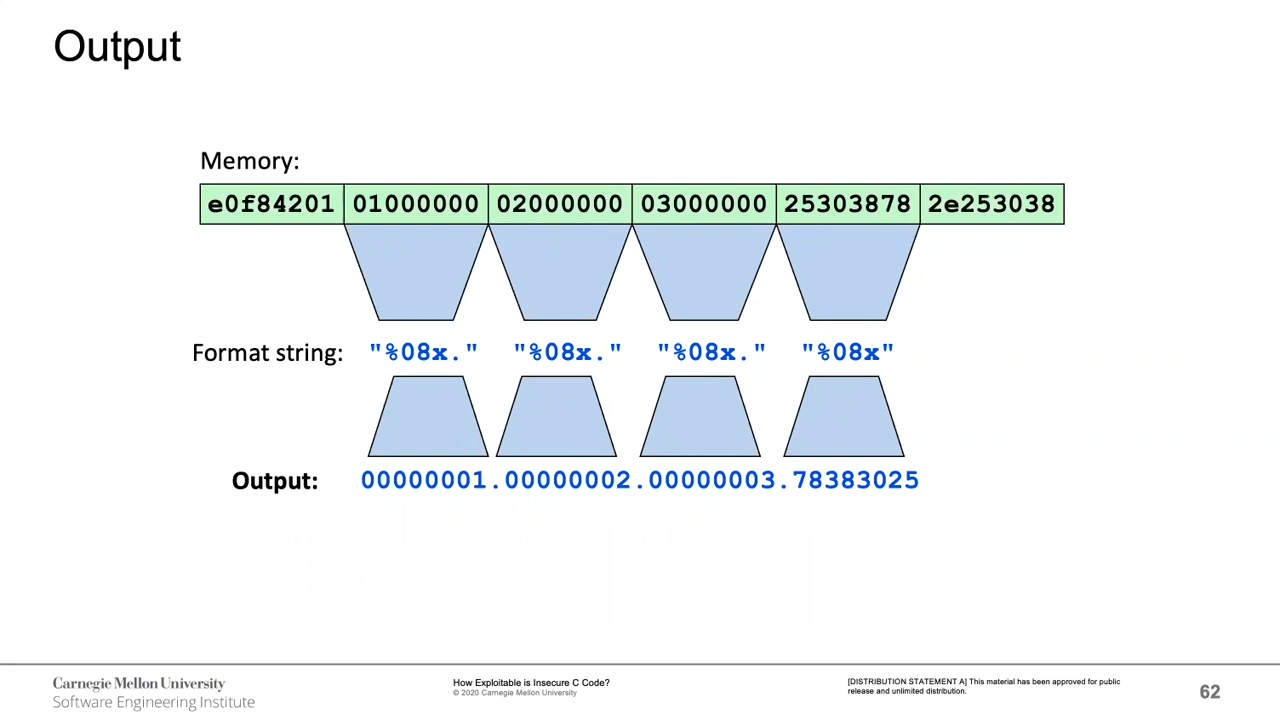 Output
Memory:
e0f84201 01000000 02000000 03000000 25303878 2e253038
Format string: "%08x." "%08x." "%08x." "%08x"
Output: 00000001.00000002.00000003.78383025
Carnegie Mellon University
Software Engineering Institute
How Exploitable is Insecure C Code?
© 2020 Carnegie Mellon University
[DISTRIBUTION STATEMENT A] This material has been approved for public
release and unlimited distribution.
62